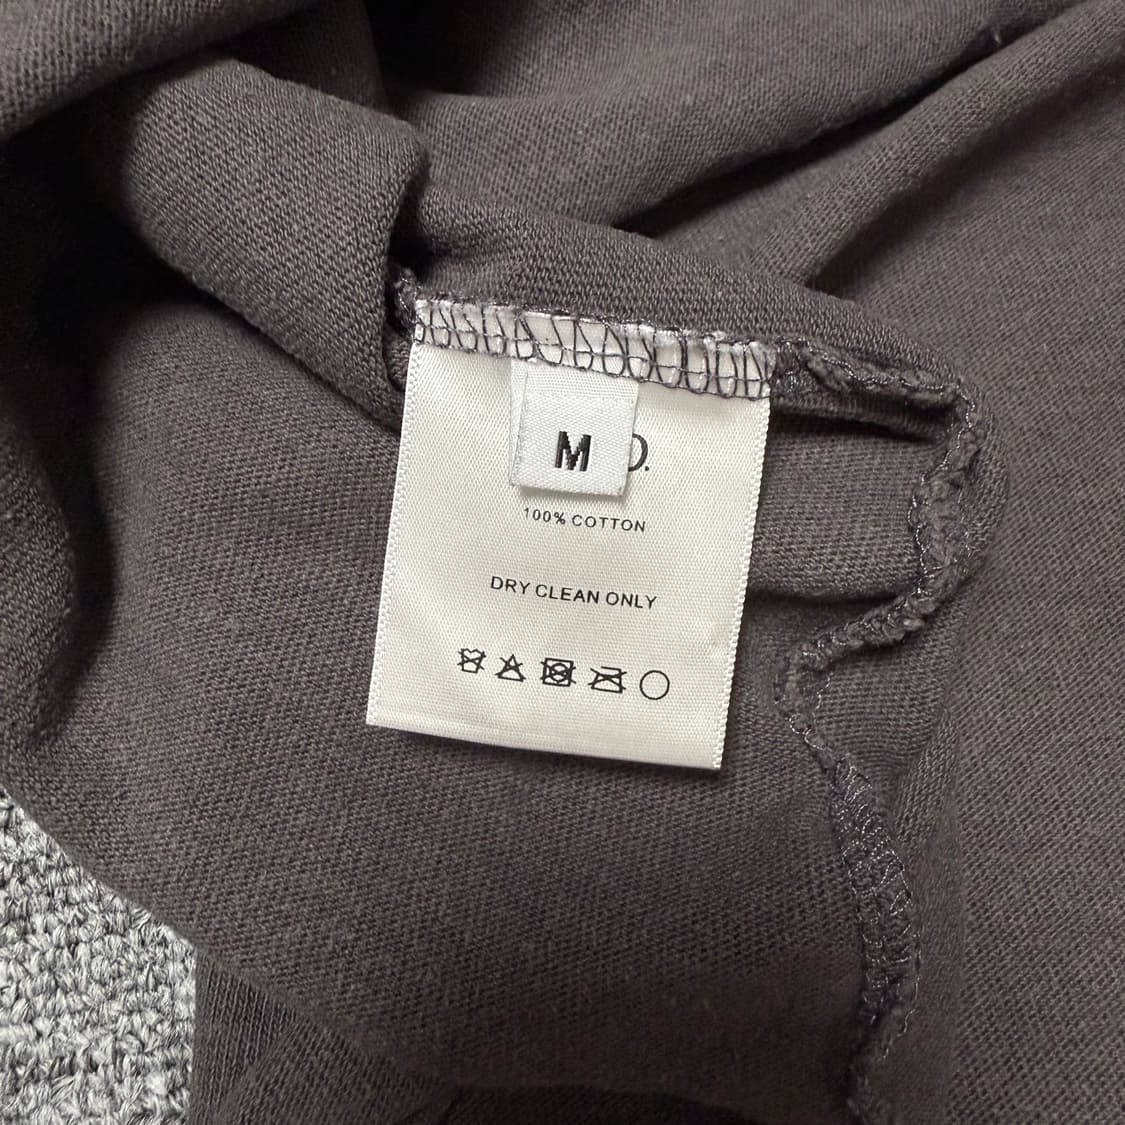 M
D.
100% COTTON
DRY CLEAN ONLY